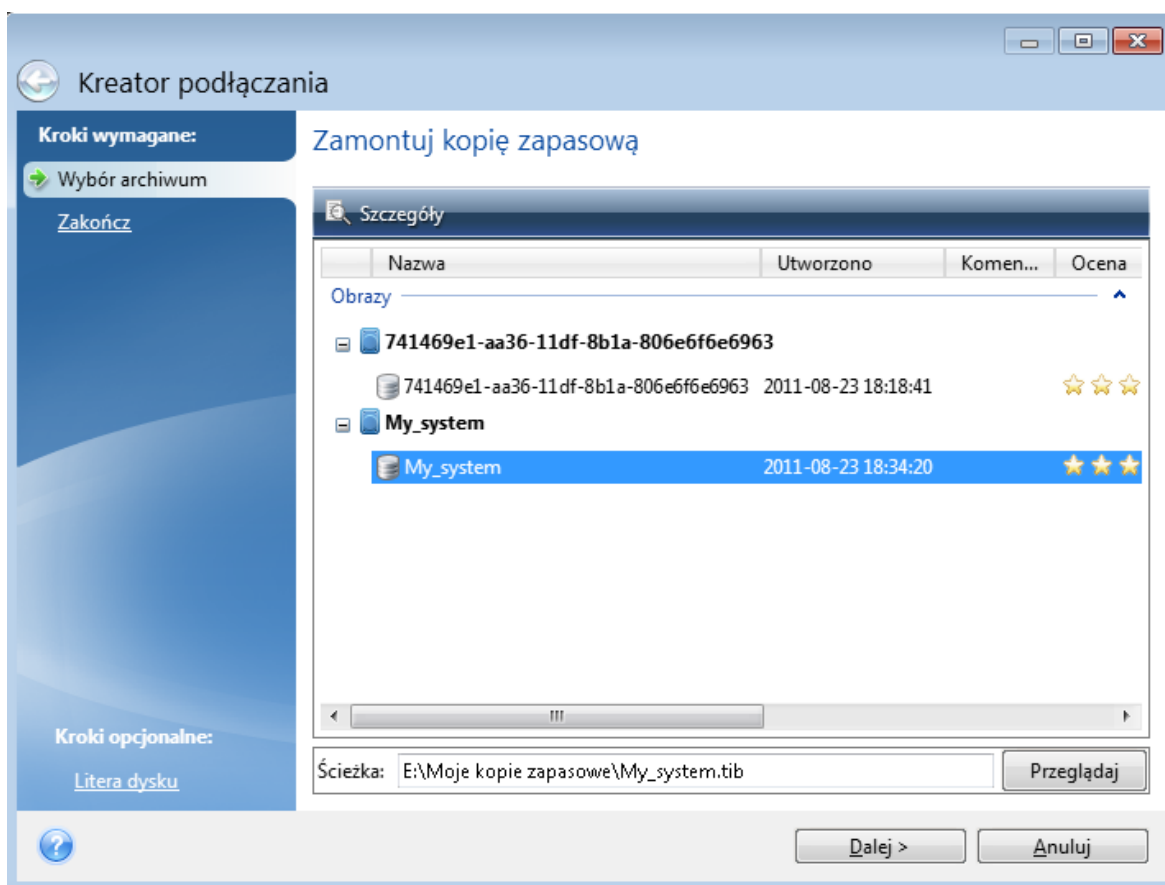 Kreator podłączania
Kroki wymagane:
Wybór archiwum
Zakończ
Zamontuj kopię zapasową
Szczegóły
Nazwa Utworzono Komen... Ocena
Obrazy
741469e1-aa36-11df-8b1a-806e6f6e6963
741469e1-aa36-11df-8b1a-806e6f6e6963 2011-08-23 18:18:41
My_system
My_system 2011-08-23 18:34:20
Kroki opcjonalne:
Litera dysku
Ścieżka: E:\Moje kopie zapasowe\My_system.tib Przeglądaj
Dalej > Anuluj